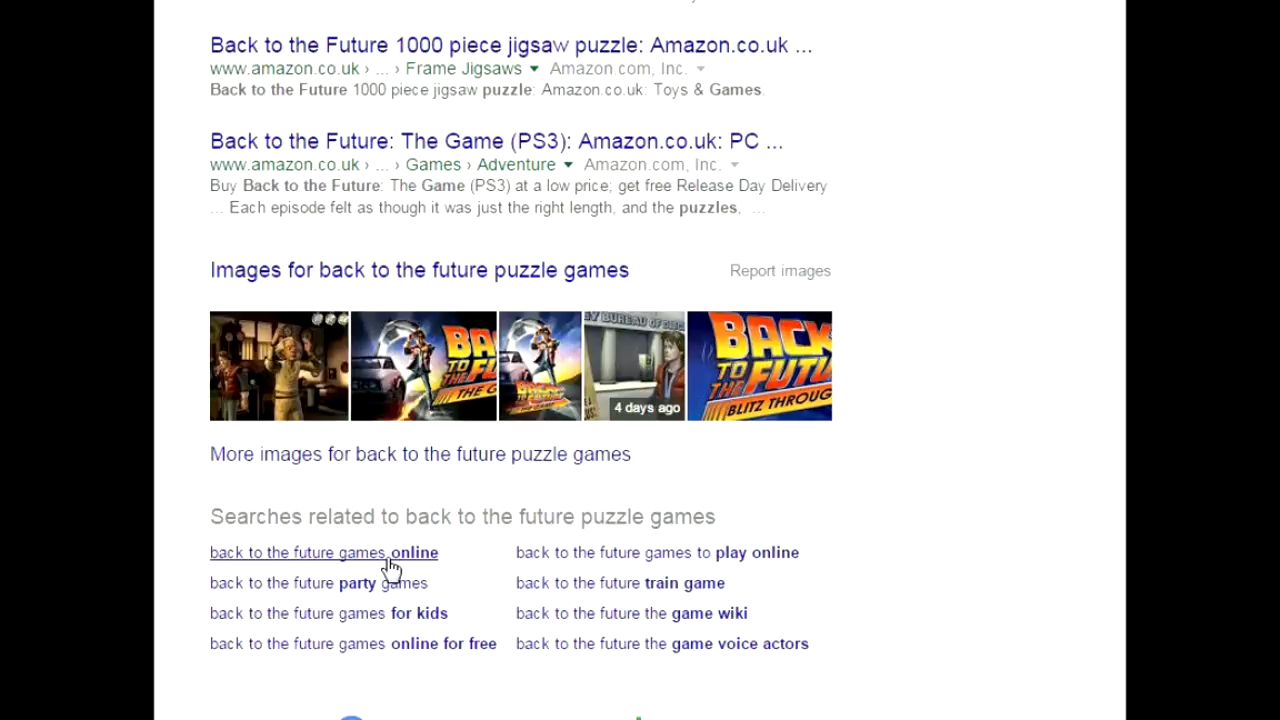 Back to the Future 1000 piece jigsaw puzzle: Amazon.co.uk ...
www.amazon.co.uk › ... › Frame Jigsaws ▼ Amazon.com, Inc. ▼
Back to the Future 1000 piece jigsaw puzzle: Amazon.co.uk: Toys & Games.
Back to the Future: The Game (PS3): Amazon.co.uk: PC ...
www.amazon.co.uk › ... › Games › Adventure ▼ Amazon.com, Inc. ▼
Buy Back to the Future: The Game (PS3) at a low price; get free Release Day Delivery
... Each episode felt as though it was just the right length, and the puzzles, ...
Images for back to the future puzzle games Report images
BACK
TO
THE FUTU
BLITZ THROUG
4 days ago
More images for back to the future puzzle games
Searches related to back to the future puzzle games
back to the future games online back to the future games to play online
back to the future party games back to the future train game
back to the future games for kids back to the future the game wiki
back to the future games online for free back to the future the game voice actors